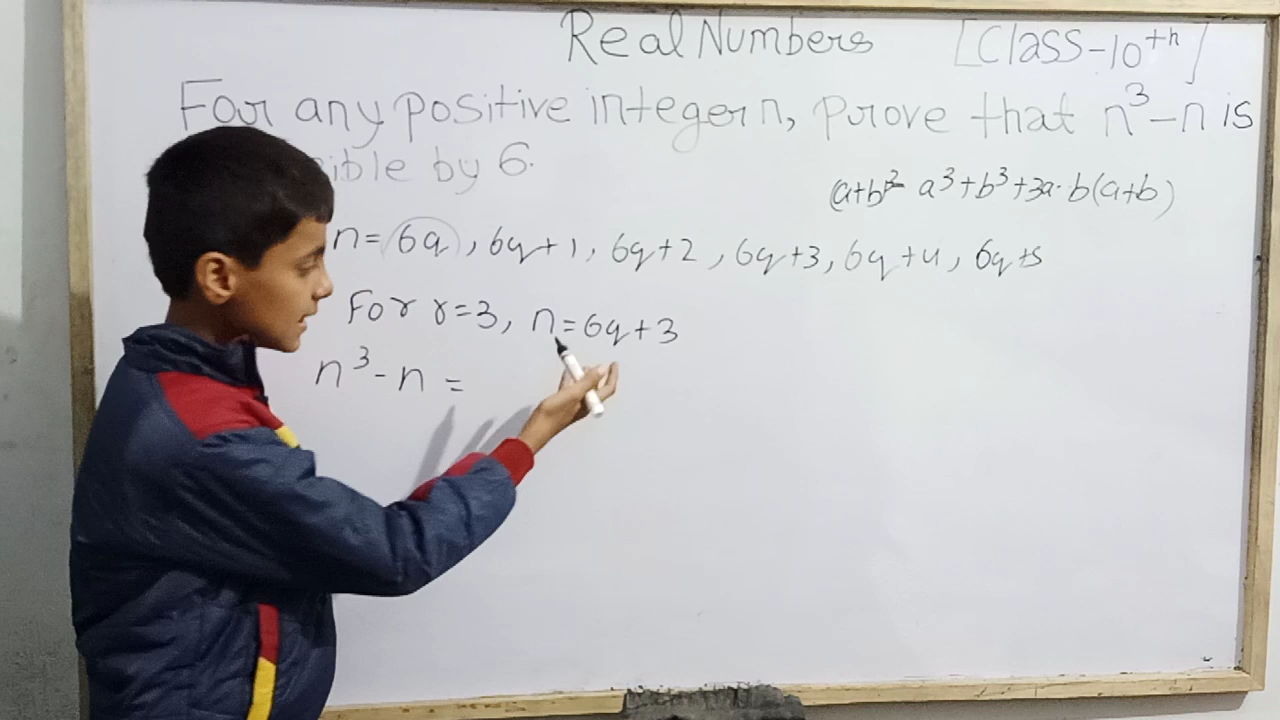 Real Numbers [Class-10th]
For any positive integer n, prove that n³-n is
ible by 6.
(a+b)³= a³+b³+3a·b(a+b)
n= 6q, 6q+1, 6q+2, 6q+3, 6q+4, 6q+5
For r=3, n=6q+3
n³-n =